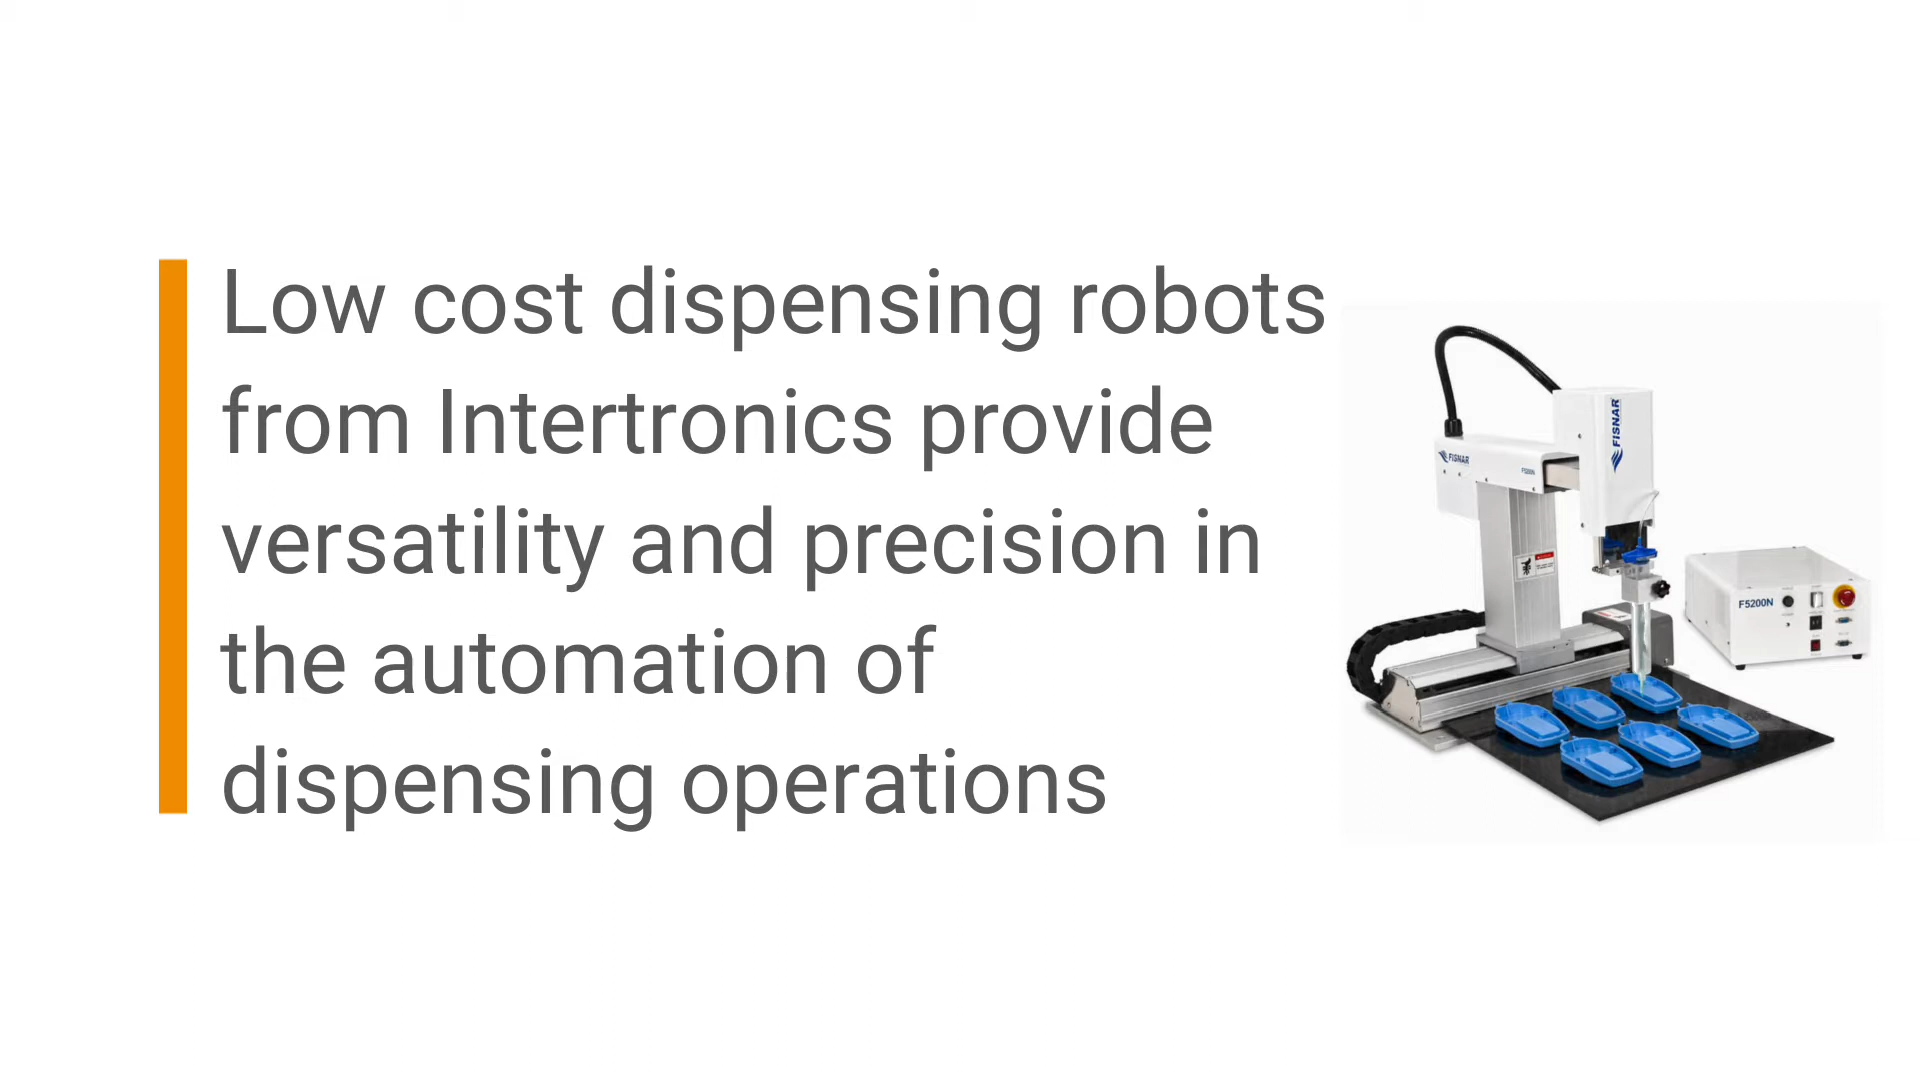 Low cost dispensing robots
from Intertronics provide
versatility and precision in
the automation of
dispensing operations
FISNAR
FISNAR
F5200N